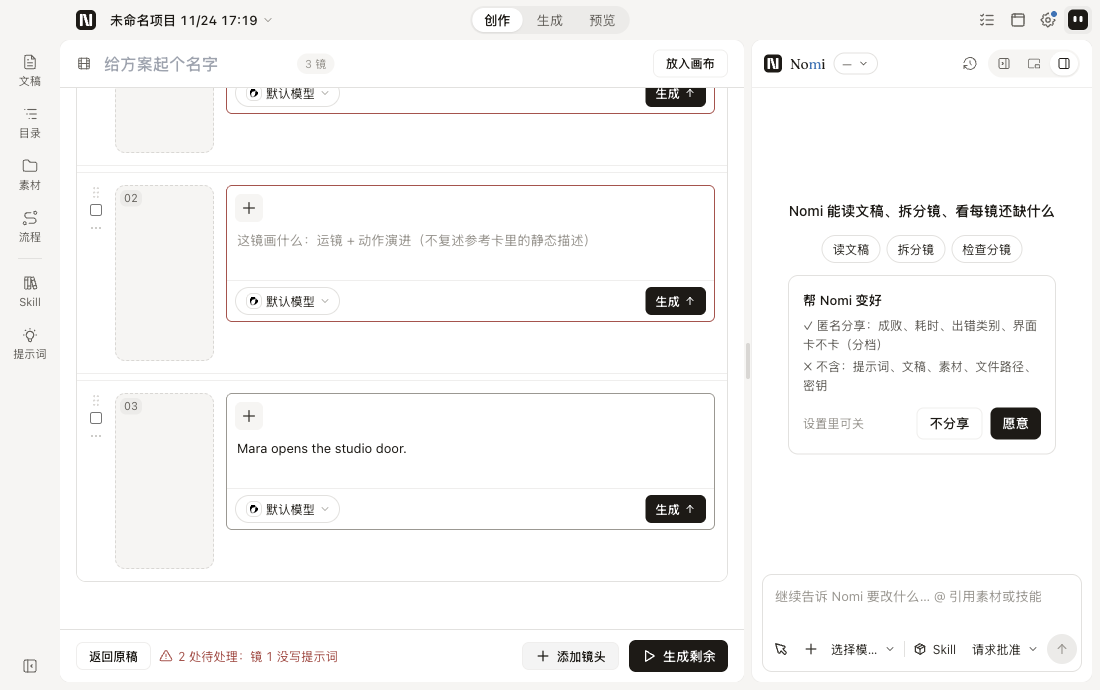 未命名项目 11/24 17:19
创作
生成
预览
文稿
目录
素材
流程
Skill
提示词
给方案起个名字
3 镜
放入画布
默认模型
生成 ↑
02
这镜画什么：运镜 + 动作演进（不复述参考卡里的静态描述）
默认模型
生成 ↑
03
Mara opens the studio door.
默认模型
生成 ↑
返回原稿
2 处待处理：镜 1 没写提示词
添加镜头
生成剩余
Nomi
—
Nomi 能读文稿、拆分镜、看每镜还缺什么
读文稿
拆分镜
检查分镜
帮 Nomi 变好
✓ 匿名分享：成败、耗时、出错类别、界面
卡不卡（分档）
✕ 不含：提示词、文稿、素材、文件路径、
密钥
设置里可关
不分享
愿意
继续告诉 Nomi 要改什么... @ 引用素材或技能
选择模...
Skill
请求批准